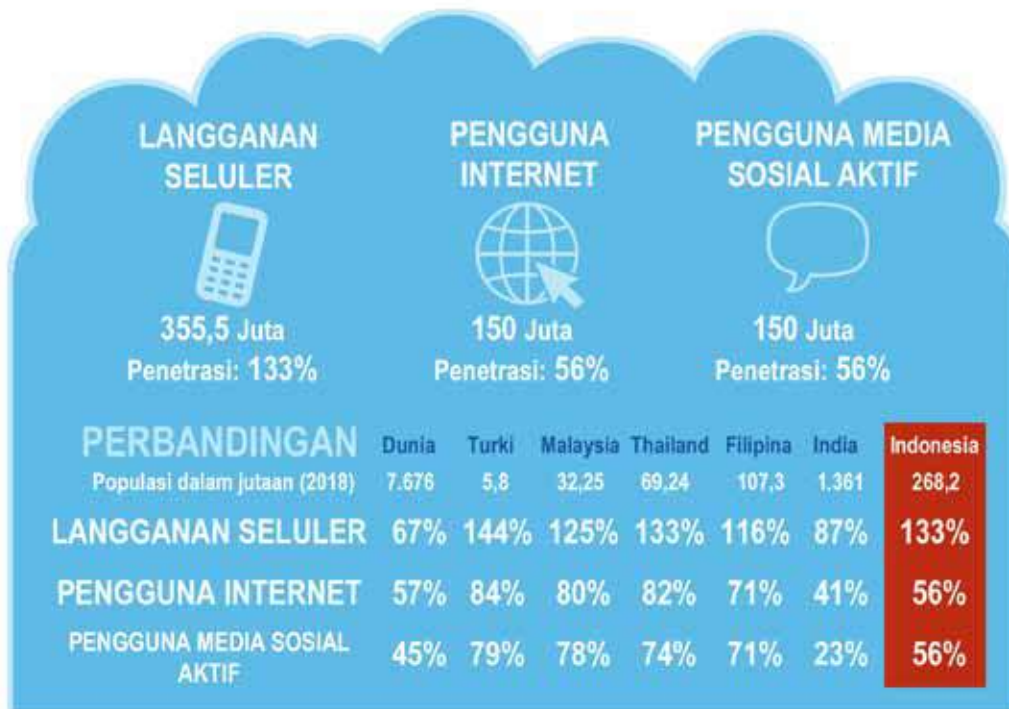 LANGGANAN
SELULER
355,5 Juta
Penetrasi: 133%
PENGGUNA
INTERNET
150 Juta
Penetrasi: 56%
PENGGUNA MEDIA
SOSIAL AKTIF
150 Juta
Penetrasi: 56%
PERBANDINGAN Dunia Turki Malaysia Thailand Filipina India Indonesia
Populasi dalam jutaan (2018) 7.676 5,8 32,25 69,24 107,3 1.361 268,2
LANGGANAN SELULER 67% 144% 125% 133% 116% 87% 133%
PENGGUNA INTERNET 57% 84% 80% 82% 71% 41% 56%
PENGGUNA MEDIA SOSIAL
AKTIF 45% 79% 78% 74% 71% 23% 56%